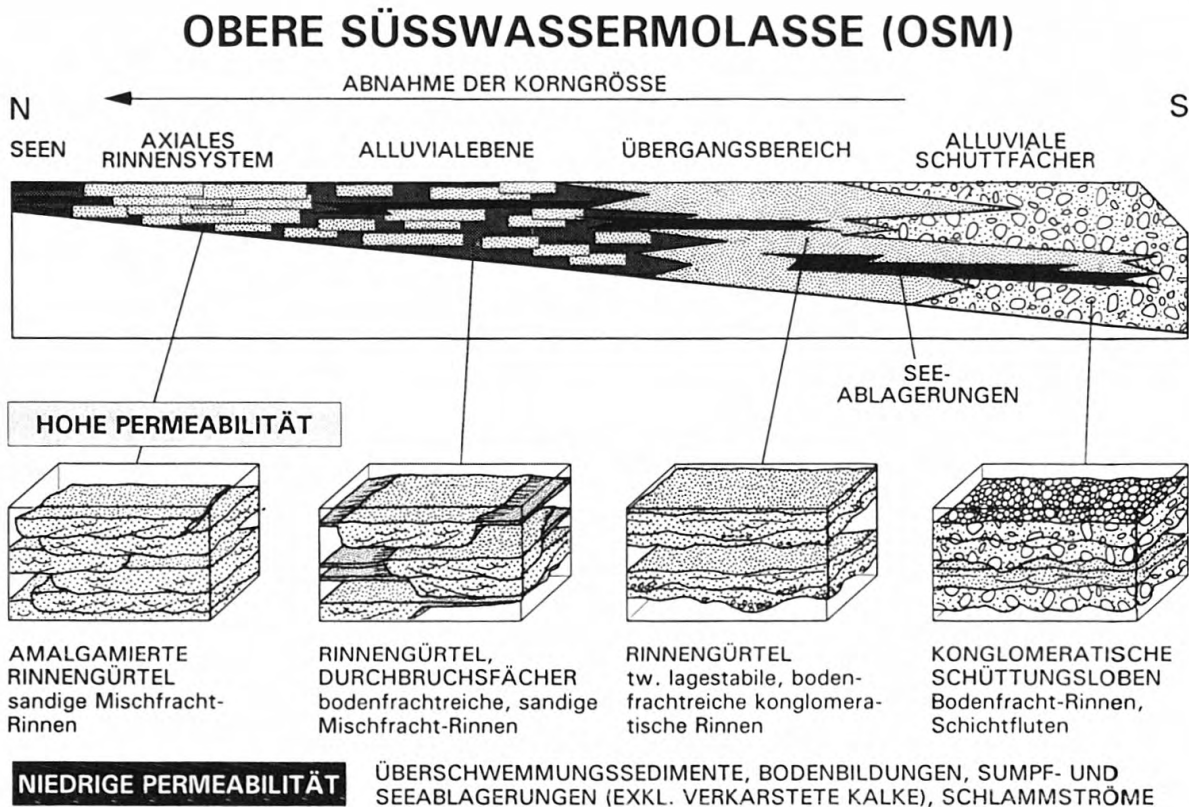 OBERE SÜSSWASSERMOLASSE (OSM)
ABNAHME DER KORNGRÖSSE
N
S
SEEN
AXIALES
RINNENSYSTEM
ALLUVIALEBENE
ÜBERGANGSBEREICH
ALLUVIALE
SCHUTTFÄCHER
SEE-
ABLAGERUNGEN
HOHE PERMEABILITÄT
AMALGAMIERTE
RINNENGÜRTEL
sandige Mischfracht-
Rinnen
RINNENGÜRTEL,
DURCHBRUCHSFÄCHER
bodenfrachtreiche, sandige
Mischfracht-Rinnen
RINNENGÜRTEL
tw. lagestabile, boden-
frachtreiche konglomera-
tische Rinnen
KONGLOMERATISCHE
SCHÜTTUNGSLOBEN
Bodenfracht-Rinnen,
Schichtfluten
NIEDRIGE PERMEABILITÄT
ÜBERSCHWEMMUNGSSEDIMENTE, BODENBILDUNGEN, SUMPF- UND
SEEABLAGERUNGEN (EXKL. VERKARSTETE KALKE), SCHLAMMSTRÖME